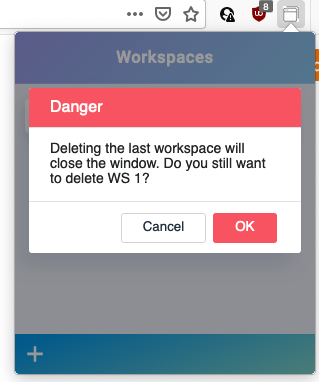 8
Workspaces
Danger
Deleting the last workspace will
close the window. Do you still want
to delete WS 1?
Cancel
OK